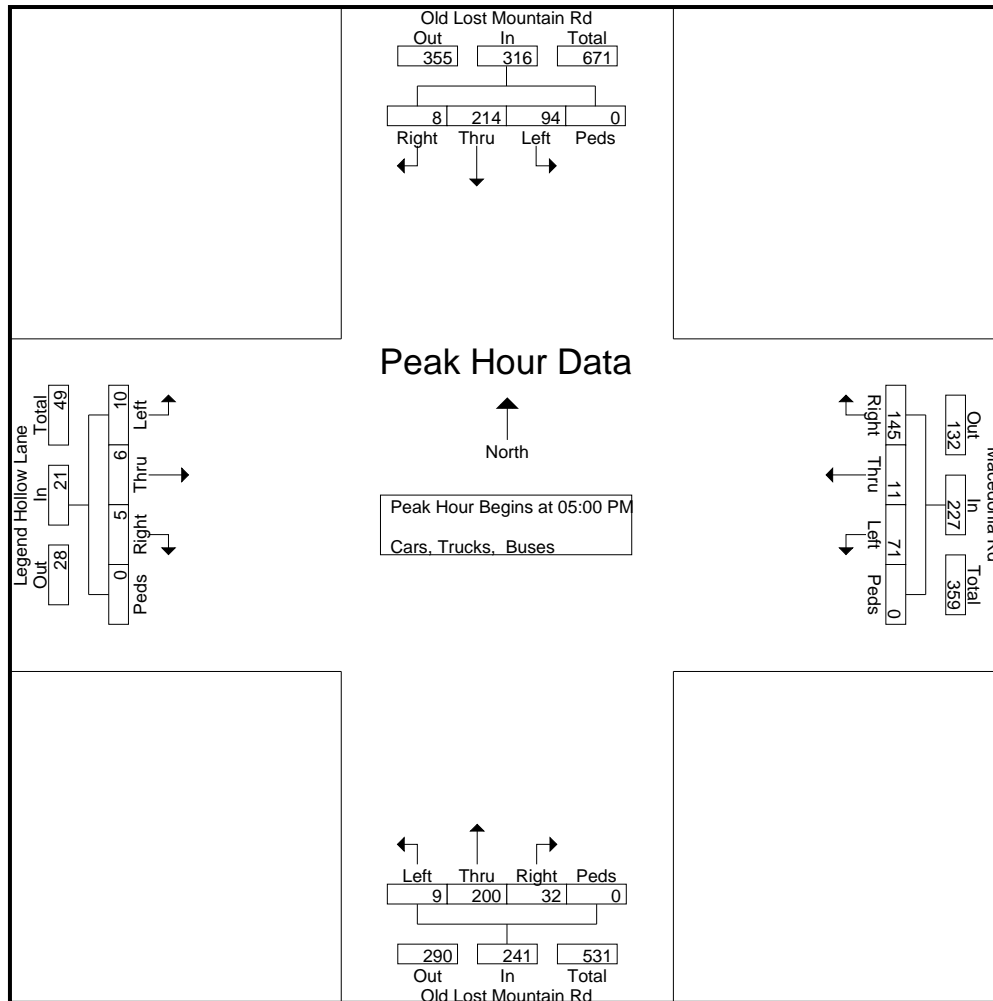 Old Lost Mountain Rd
Out In Total
355 316 671
8 214 94 0
Right Thru Left Peds
Peak Hour Data
North
Peak Hour Begins at 05:00 PM
Cars, Trucks, Buses
Legend Hollow Lane
Total In Out
49 21 28
10 6 5 0
Left Thru Right Peds
Right Thru Left Peds
145 11 71 0
Out In Total
132 227 359
Macedonia Rd
Left Thru Right Peds
9 200 32 0
290 241 531
Out In Total
Old Lost Mountain Rd